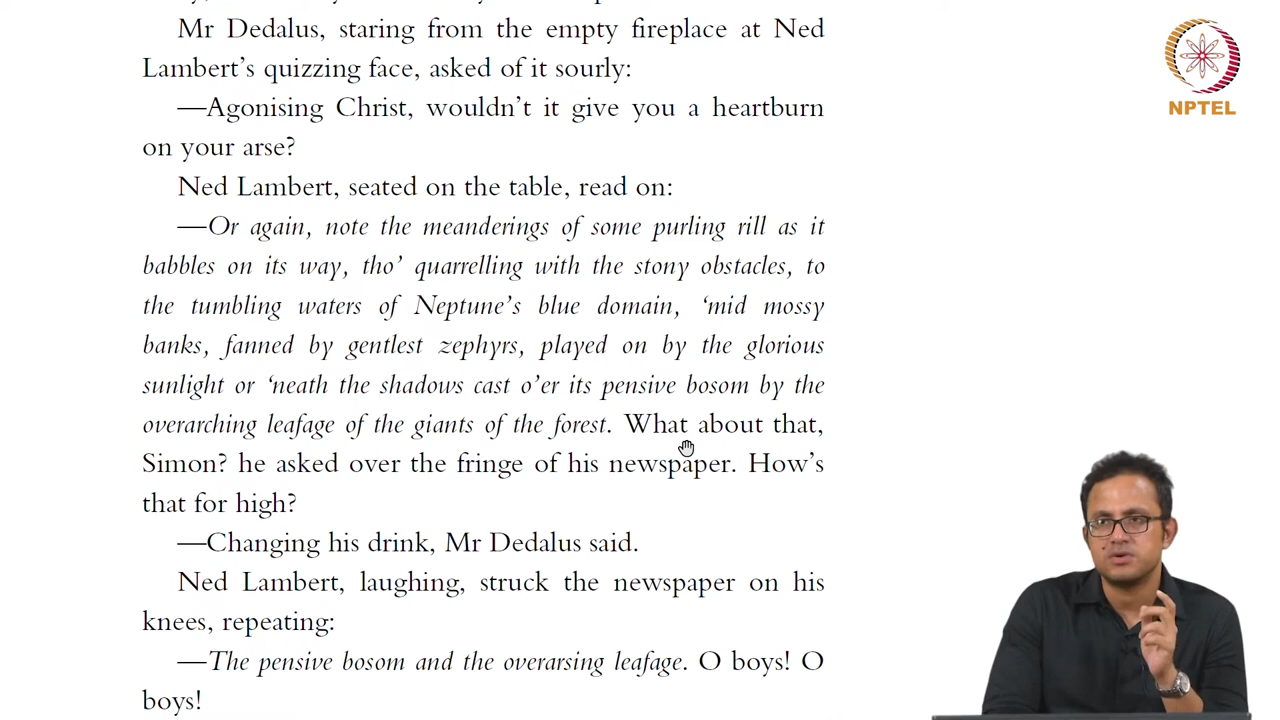 Mr Dedalus, staring from the empty fireplace at Ned
Lambert's quizzing face, asked of it sourly:
—Agonising Christ, wouldn't it give you a heartburn
on your arse?
Ned Lambert, seated on the table, read on:
—Or again, note the meanderings of some purling rill as it
babbles on its way, tho' quarrelling with the stony obstacles, to
the tumbling waters of Neptune's blue domain, 'mid mossy
banks, fanned by gentlest zephyrs, played on by the glorious
sunlight or 'neath the shadows cast o'er its pensive bosom by the
overarching leafage of the giants of the forest. What about that,
Simon? he asked over the fringe of his newspaper. How's
that for high?
—Changing his drink, Mr Dedalus said.
Ned Lambert, laughing, struck the newspaper on his
knees, repeating:
—The pensive bosom and the overarsing leafage. O boys! O
boys!
NPTEL